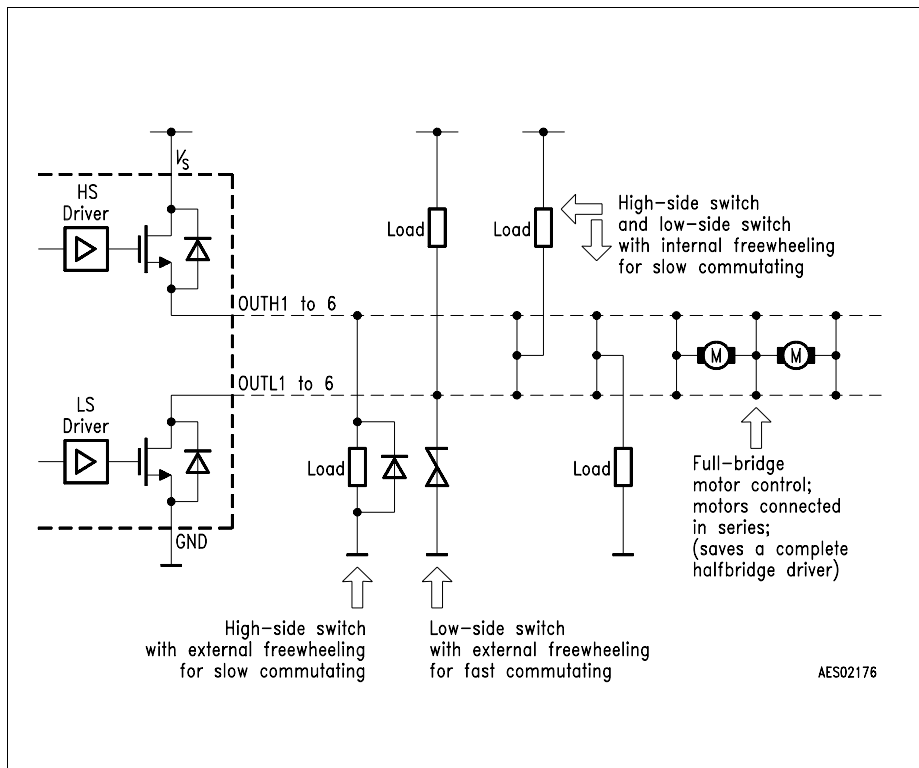 V_S
HS
Driver
Load
Load
High-side switch
and low-side switch
with internal freewheeling
for slow commutating
OUTH1 to 6
M
M
OUTL1 to 6
LS
Driver
Load
Load
Full-bridge
motor control;
motors connected
in series;
(saves a complete
halfbridge driver)
GND
High-side switch
with external freewheeling
for slow commutating
Low-side switch
with external freewheeling
for fast commutating
AES02176